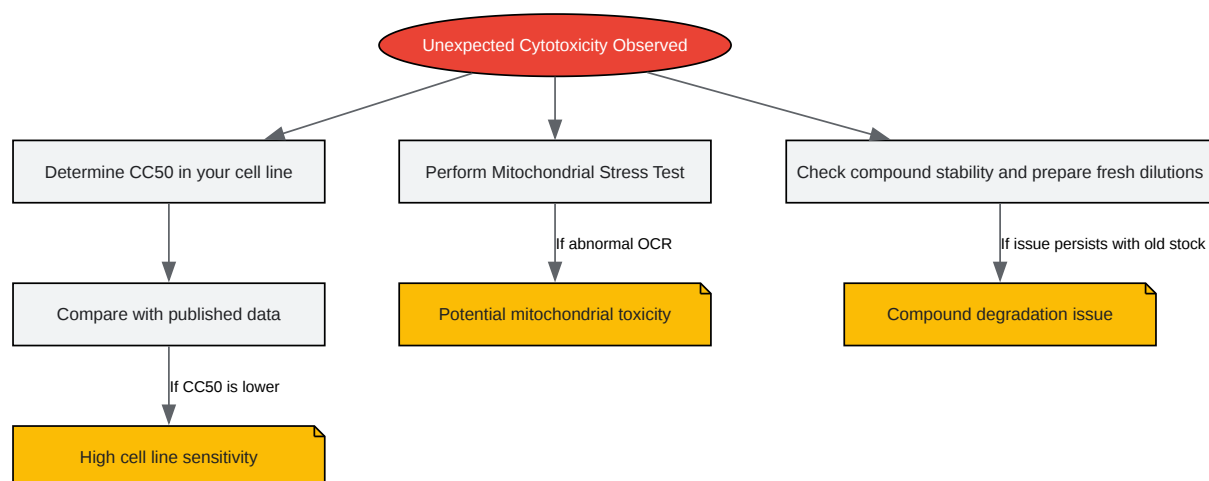 Unexpected Cytotoxicity Observed
Determine CC50 in your cell line
Perform Mitochondrial Stress Test
Check compound stability and prepare fresh dilutions
If abnormal OCR
If issue persists with old stock
Compare with published data
Potential mitochondrial toxicity
Compound degradation issue
If CC50 is lower
High cell line sensitivity